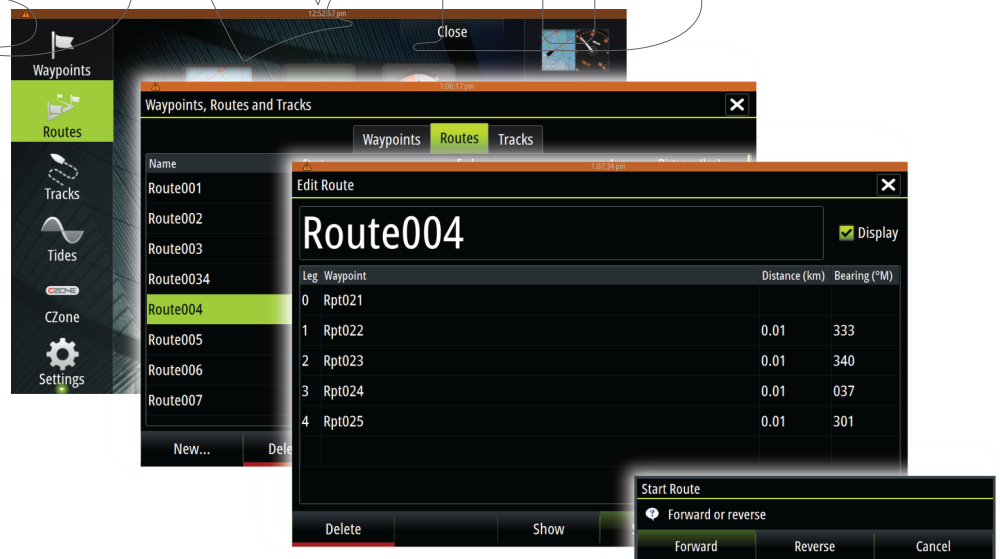 12:52:57 pm
Close
Waypoints
Routes
Tracks
Tides
CZONE
CZone
Settings
1:06:17 pm
Waypoints, Routes and Tracks
Waypoints Routes Tracks
Name
Route001
Route002
Route003
Route0034
Route004
Route005
Route006
Route007
New...
1:07:34 pm
Edit Route
Route004
Display
Leg Waypoint Distance (km) Bearing (°M)
0 Rpt021
1 Rpt022 0.01 333
2 Rpt023 0.01 340
3 Rpt024 0.01 037
4 Rpt025 0.01 301
Delete Show
Start Route
Forward or reverse
Forward Reverse Cancel